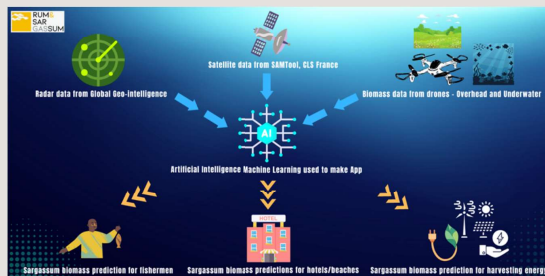 RUM&
SAR
GASSUM
Satellite data from SAMTool, CLS France
Radar data from Global Geo-Intelligence
Biomass data from drones - Overhead and Underwater
AI
Artificial Intelligence Machine Learning used to make App
HOTEL
Sargassum biomass prediction for fishermen
Sargassum biomass predictions for hotels/beaches
Sargassum biomass prediction for harvesting energy